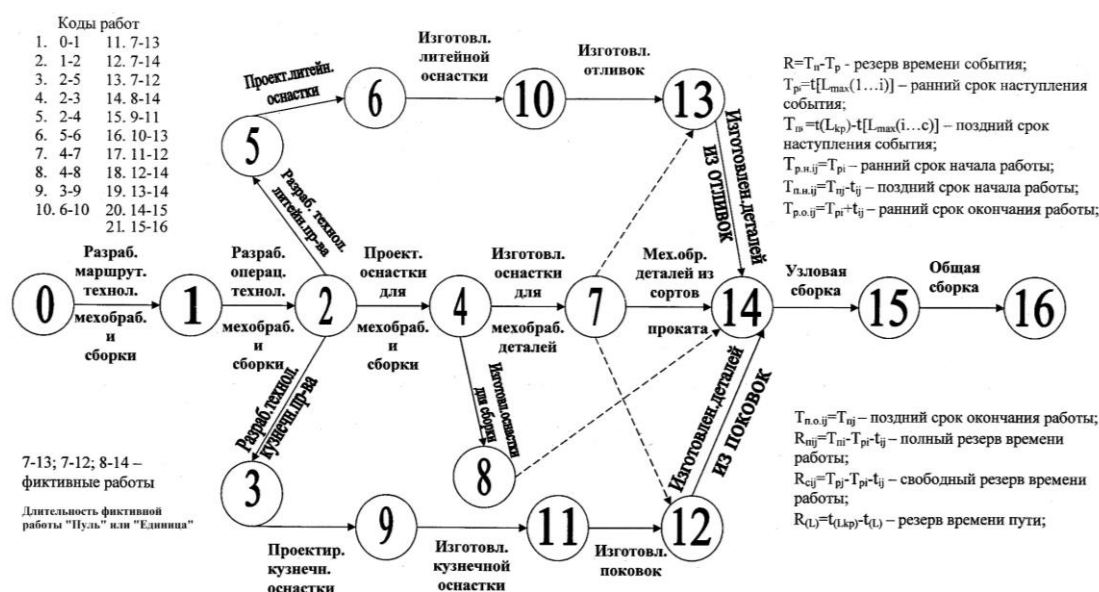 Коды работ
1. 0-1 11. 7-13
2. 1-2 12. 7-14
3. 2-5 13. 7-12
4. 2-3 14. 8-14
5. 2-4 15. 9-11
6. 5-6 16. 10-13
7. 4-7 17. 11-12
8. 4-8 18. 12-14
9. 3-9 19. 13-14
10. 6-10 20. 14-15
21. 15-16
Проект.литейн.
оснастки
6
Изготовл.
литейной
оснастки
10
Изготовл.
отливок
13
5
Разраб. технол.
литейн.пр-ва
Изготовлен.деталей
из отливок
R=Tп-Tр - резерв времени события;
Tрi=t[Lmax(1...i)] – ранний срок наступления
события;
Tпi=t(Lкр)-t[Lmax(i...c)] – поздний срок
наступления события;
Tр.н.ij=Tрi – ранний срок начала работы;
Tп.н.ij=Tпj-tij – поздний срок начала работы;
Tр.о.ij=Tрi+tij – ранний срок окончания работы;
0
Разраб.
маршрут.
технол.
мехобраб.
и
сборки
1
Разраб.
операц.
технол.
мехобраб.
и
сборки
2
Проект.
оснастки
для
мехобраб.
и
сборки
4
Изготовл.
оснастки
для
мехобраб.
деталей
7
Мех.обр.
деталей из
сортов.
проката
14
Узловая
сборка
15
Общая
сборка
16
Разраб.технол.
кузнечн.пр-ва
Изготовл.оснастки
для сборки
8
Изготовлен.деталей
из поковок
3
Проектир.
кузнечн.
оснастки
9
Изготовл.
кузнечной
оснастки
11
Изготовл.
поковок
12
7-13; 7-12; 8-14 –
фиктивные работы
Длительность фиктивной
работы "Пуль" или "Единица"
Tп.о.ij=Tпj – поздний срок окончания работы;
Rпij=Tпi-Tрi-tij – полный резерв времени
работы;
Rсij=Tрj-Tрi-tij – свободный резерв времени
работы;
R(L)=t(Lкр)-t(L) – резерв времени пути;